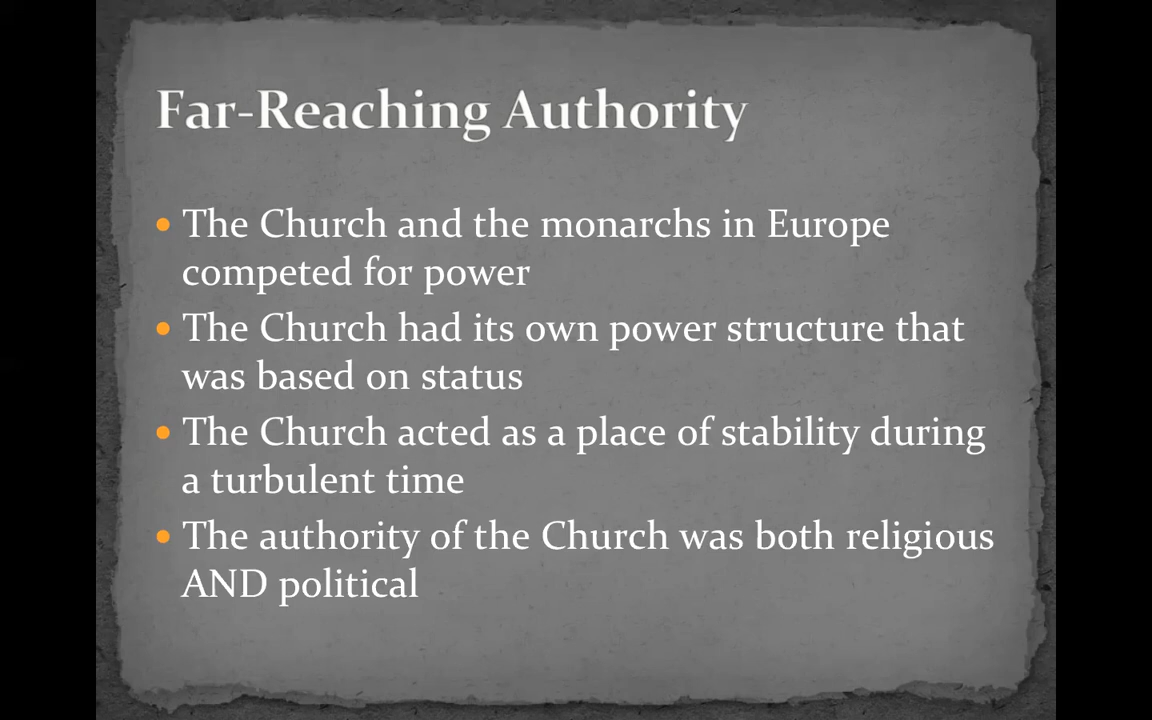 Far-Reaching Authority
• The Church and the monarchs in Europe
competed for power
• The Church had its own power structure that
was based on status
• The Church acted as a place of stability during
a turbulent time
• The authority of the Church was both religious
AND political